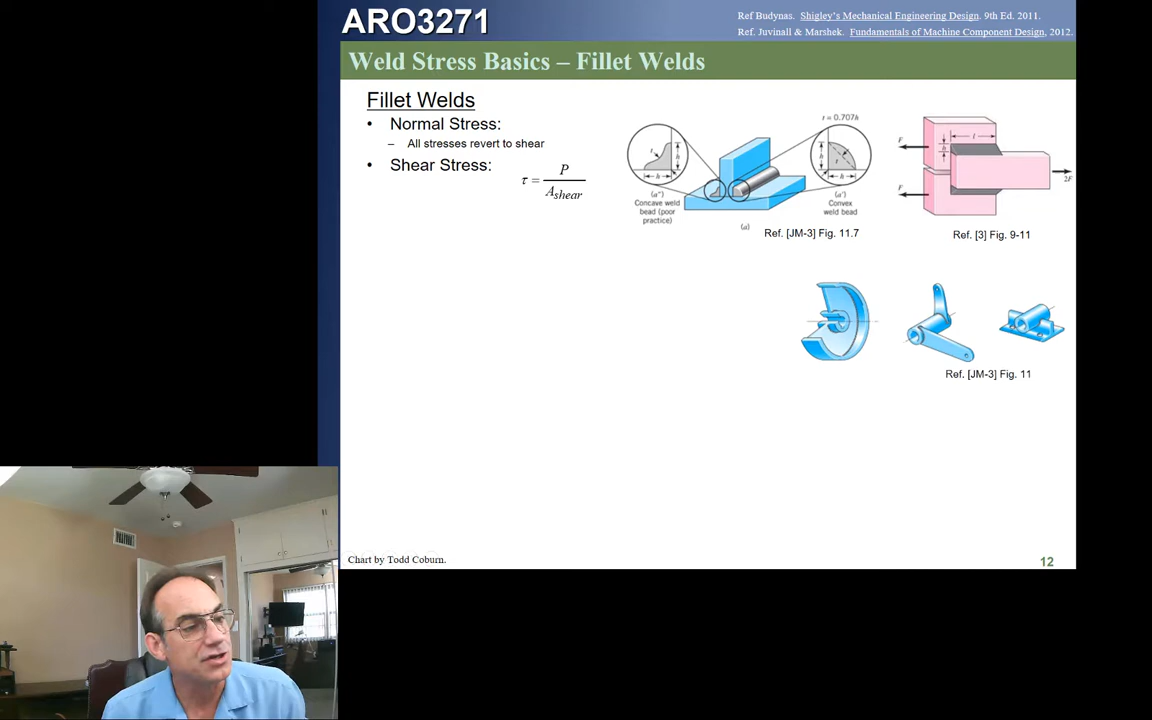 ARO3271
Ref Budynas. Shigley's Mechanical Engineering Design. 9th Ed. 2011.
Ref. Juvinall & Marshek. Fundamentals of Machine Component Design, 2012.
Weld Stress Basics – Fillet Welds
Fillet Welds
• Normal Stress:
– All stresses revert to shear
• Shear Stress:
τ = P / A_shear
t = 0.707h
t
h
h
h
t
h
(a")
Concave weld
bead (poor
practice)
(a')
Convex
weld bead
(a)
Ref. [JM-3] Fig. 11.7
F
l
h
F
2F
Ref. [3] Fig. 9-11
Ref. [JM-3] Fig. 11
Chart by Todd Coburn.
12